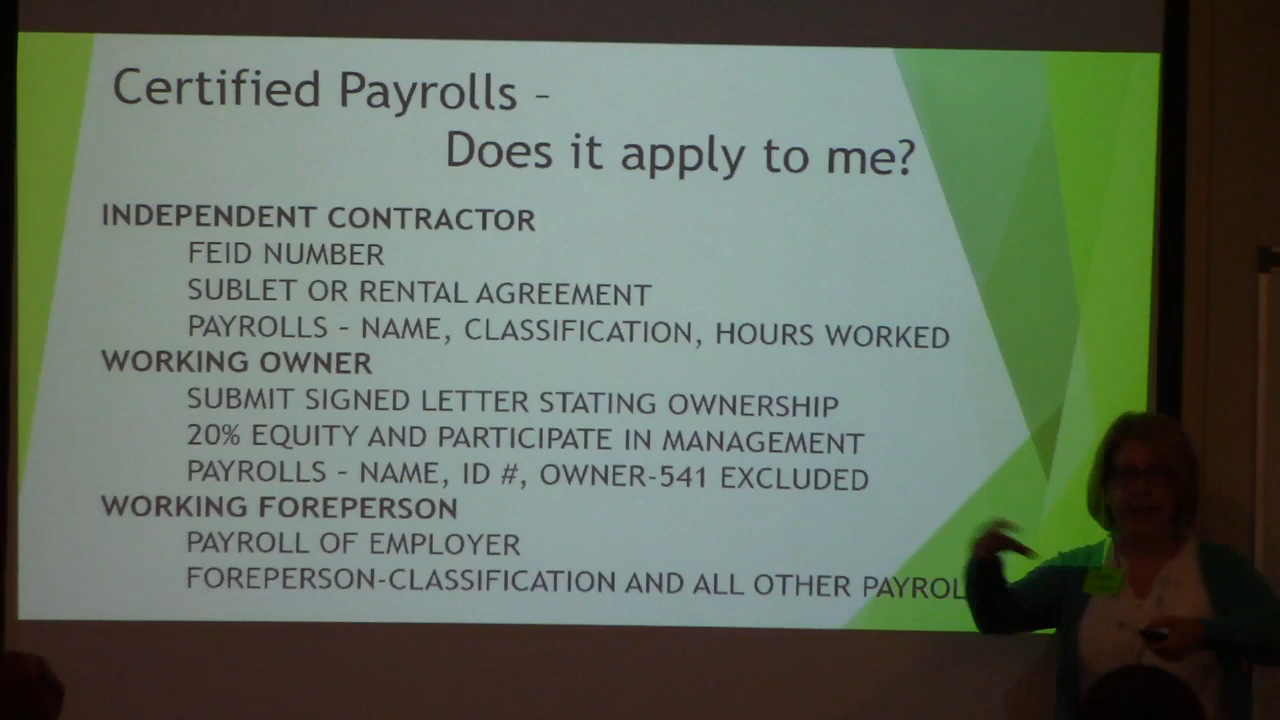 Certified Payrolls –
Does it apply to me?
INDEPENDENT CONTRACTOR
FEID NUMBER
SUBLET OR RENTAL AGREEMENT
PAYROLLS – NAME, CLASSIFICATION, HOURS WORKED
WORKING OWNER
SUBMIT SIGNED LETTER STATING OWNERSHIP
20% EQUITY AND PARTICIPATE IN MANAGEMENT
PAYROLLS – NAME, ID #, OWNER-541 EXCLUDED
WORKING FOREPERSON
PAYROLL OF EMPLOYER
FOREPERSON-CLASSIFICATION AND ALL OTHER